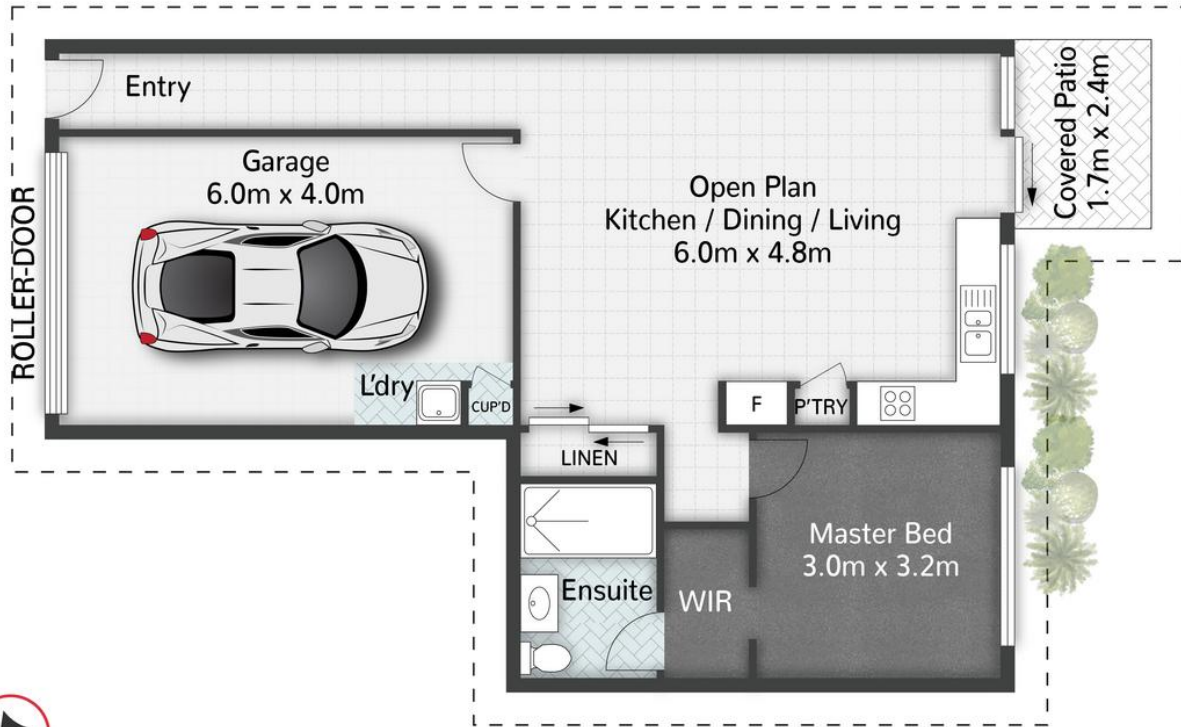 Entry
Garage
6.0m x 4.0m
ROLLER-DOOR
Open Plan
Kitchen / Dining / Living
6.0m x 4.8m
Covered Patio
1.7m x 2.4m
L'dry
CUP'D
F
P'TRY
LINEN
Ensuite
WIR
Master Bed
3.0m x 3.2m